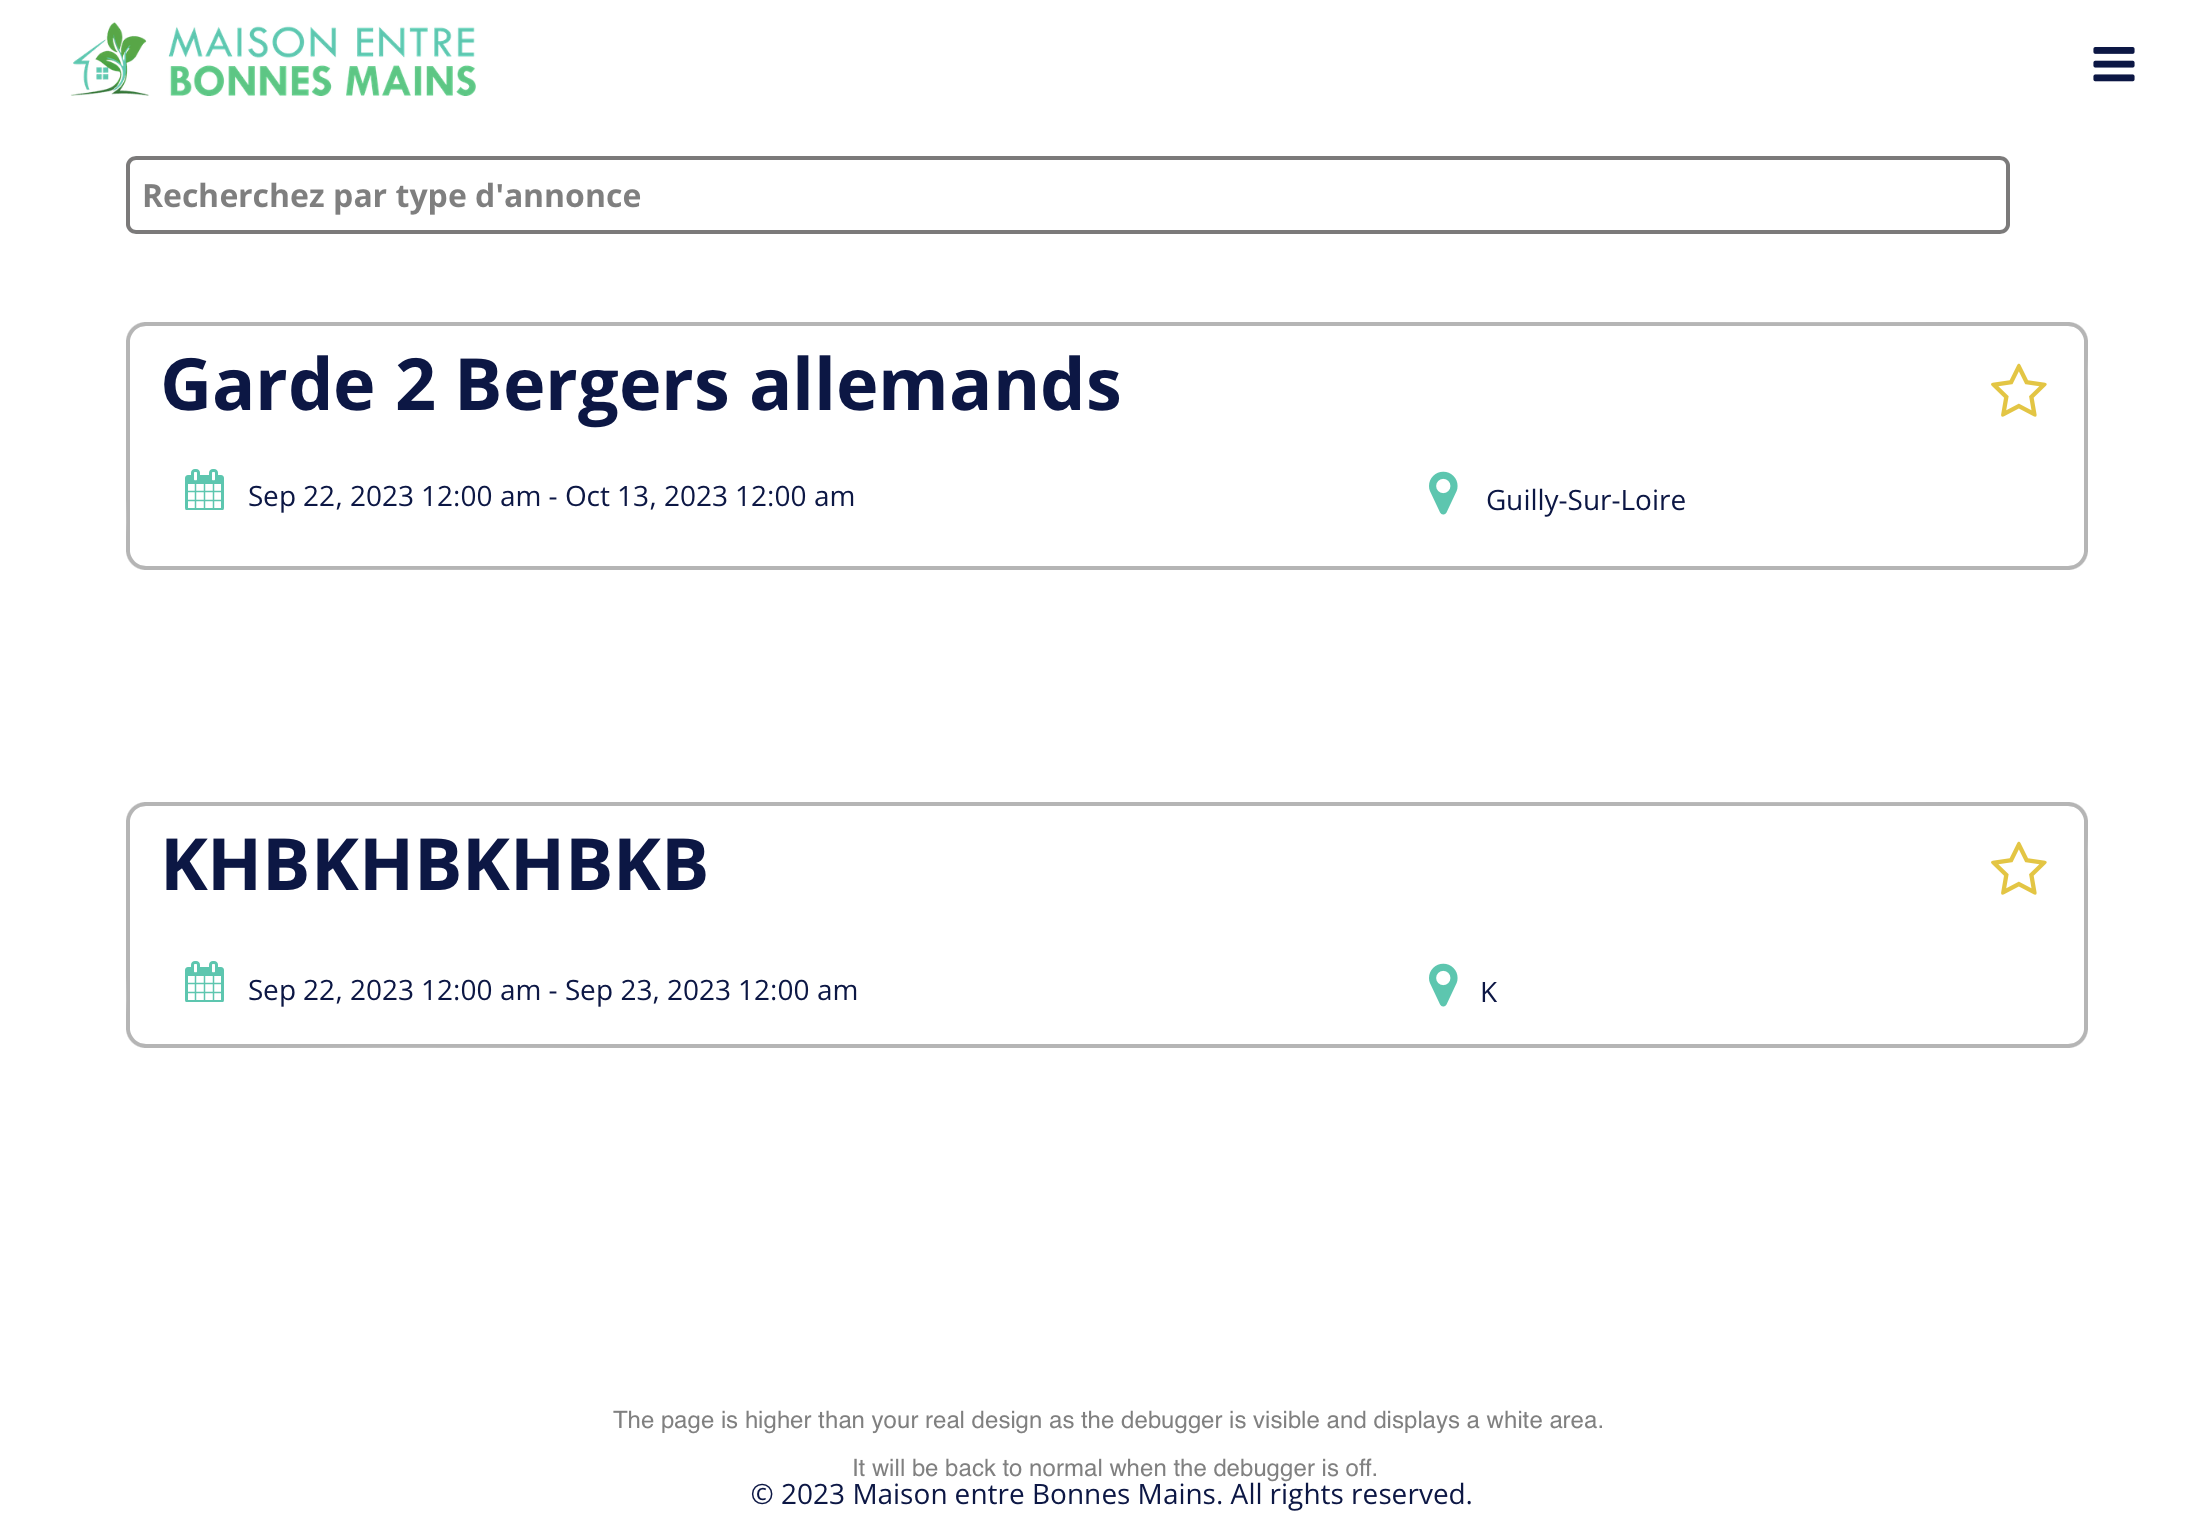 MAISON ENTRE
BONNES MAINS
Recherchez par type d'annonce
Garde 2 Bergers allemands
Sep 22, 2023 12:00 am - Oct 13, 2023 12:00 am
Guilly-Sur-Loire
KHBKHBKHBKB
Sep 22, 2023 12:00 am - Sep 23, 2023 12:00 am
K
The page is higher than your real design as the debugger is visible and displays a white area.
It will be back to normal when the debugger is off.
© 2023 Maison entre Bonnes Mains. All rights reserved.